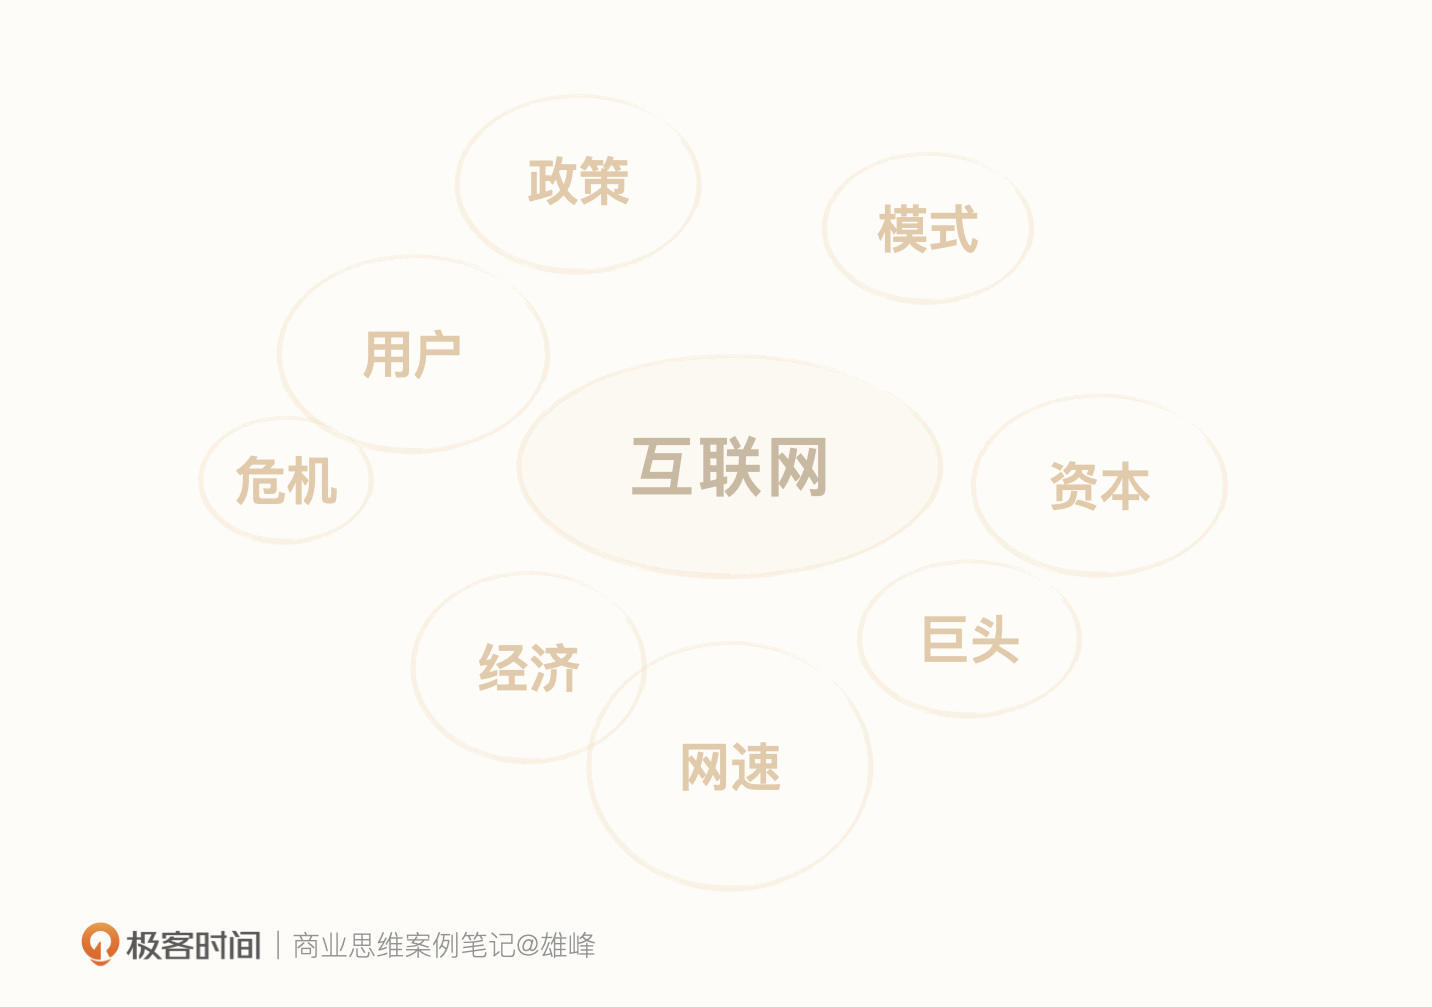 政策
模式
用户
互联网
危机
资本
经济
巨头
网速
极客时间 | 商业思维案例笔记@雄峰